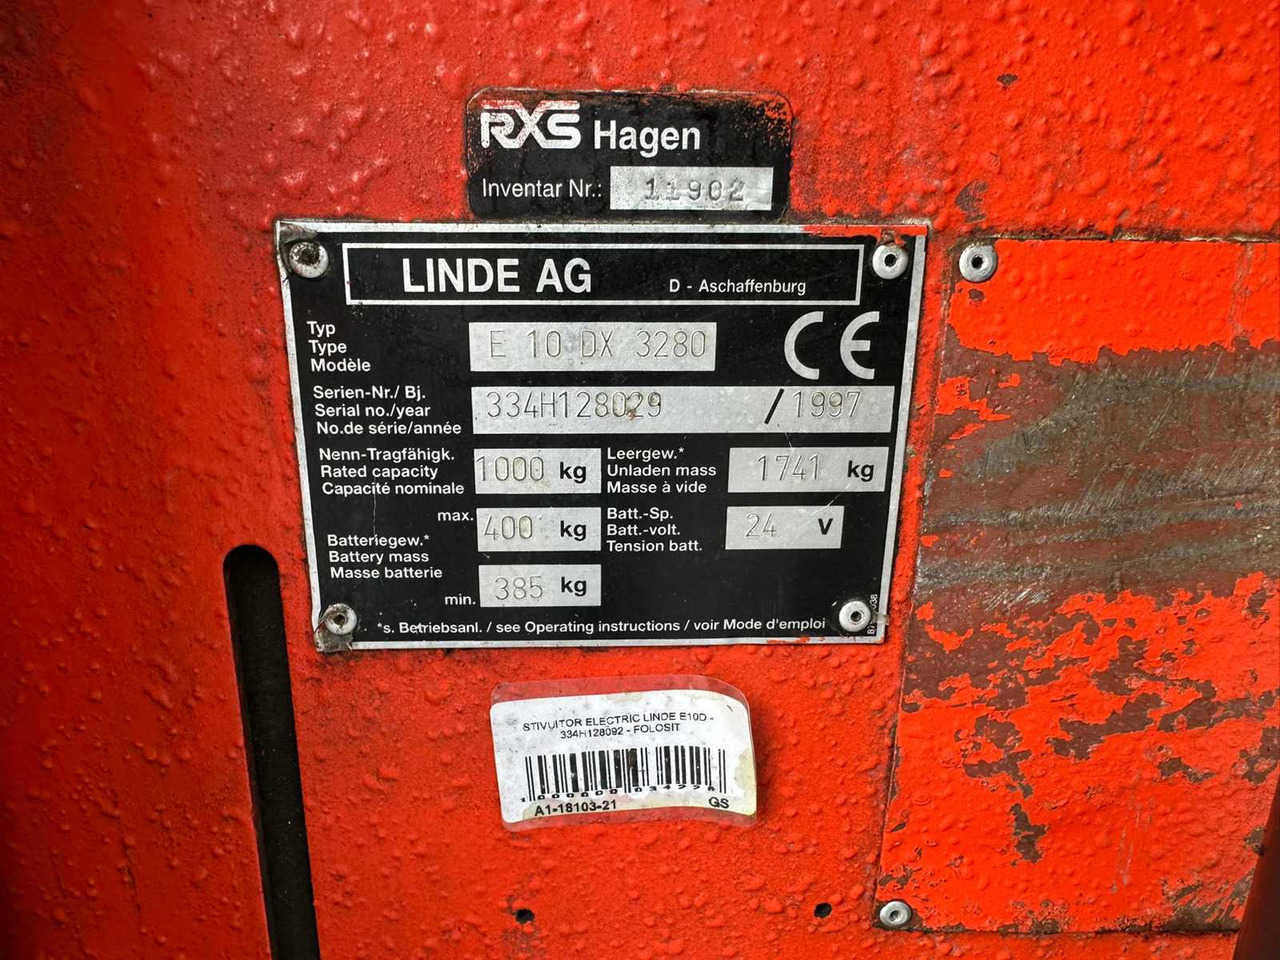 RXS Hagen
Inventar Nr.: 11902
LINDE AG D - Aschaffenburg
Typ
Type
Modèle
E 10 DX 3280
CE
Serien-Nr./ Bj.
Serial no./year
No.de série/année
334H128029 / 1997
Nenn-Tragfähigk.
Rated capacity
Capacité nominale
1000 kg
Leergew.*
Unladen mass
Masse à vide
1741 kg
Batteriegew.*
Battery mass
Masse batterie
max. 400 kg
min. 385 kg
Batt.-Sp.
Batt.-volt.
Tension batt.
24 V
*s. Betriebsanl. / see Operating instructions / voir Mode d'emploi
STIVUITOR ELECTRIC LINDE E10D -
334H128092 - FOLOSIT
A1-18103-21 GS